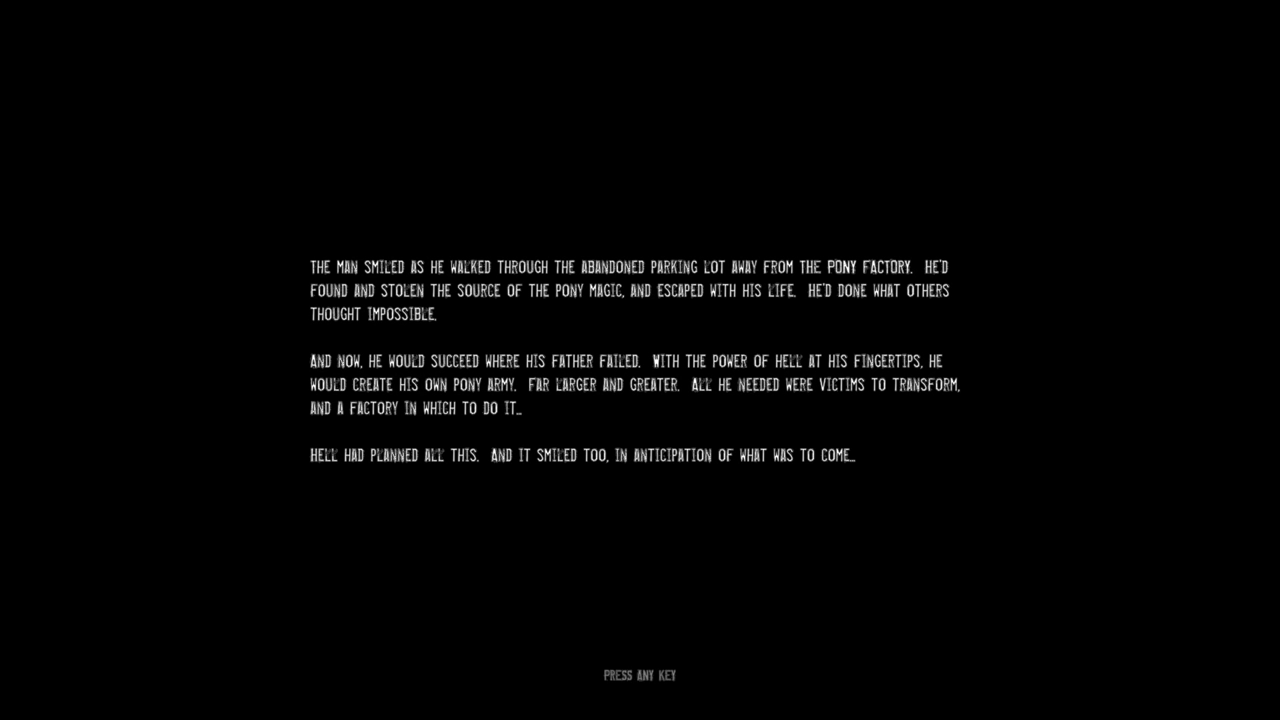 THE MAN SMILED AS HE WALKED THROUGH THE ABANDONED PARKING LOT AWAY FROM THE PONY FACTORY. HE'D
FOUND AND STOLEN THE SOURCE OF THE PONY MAGIC, AND ESCAPED WITH HIS LIFE. HE'D DONE WHAT OTHERS
THOUGHT IMPOSSIBLE.
AND NOW, HE WOULD SUCCEED WHERE HIS FATHER FAILED. WITH THE POWER OF HELL AT HIS FINGERTIPS, HE
WOULD CREATE HIS OWN PONY ARMY. FAR LARGER AND GREATER. ALL HE NEEDED WERE VICTIMS TO TRANSFORM,
AND A FACTORY IN WHICH TO DO IT...
HELL HAD PLANNED ALL THIS. AND IT SMILED TOO, IN ANTICIPATION OF WHAT WAS TO COME...
PRESS ANY KEY